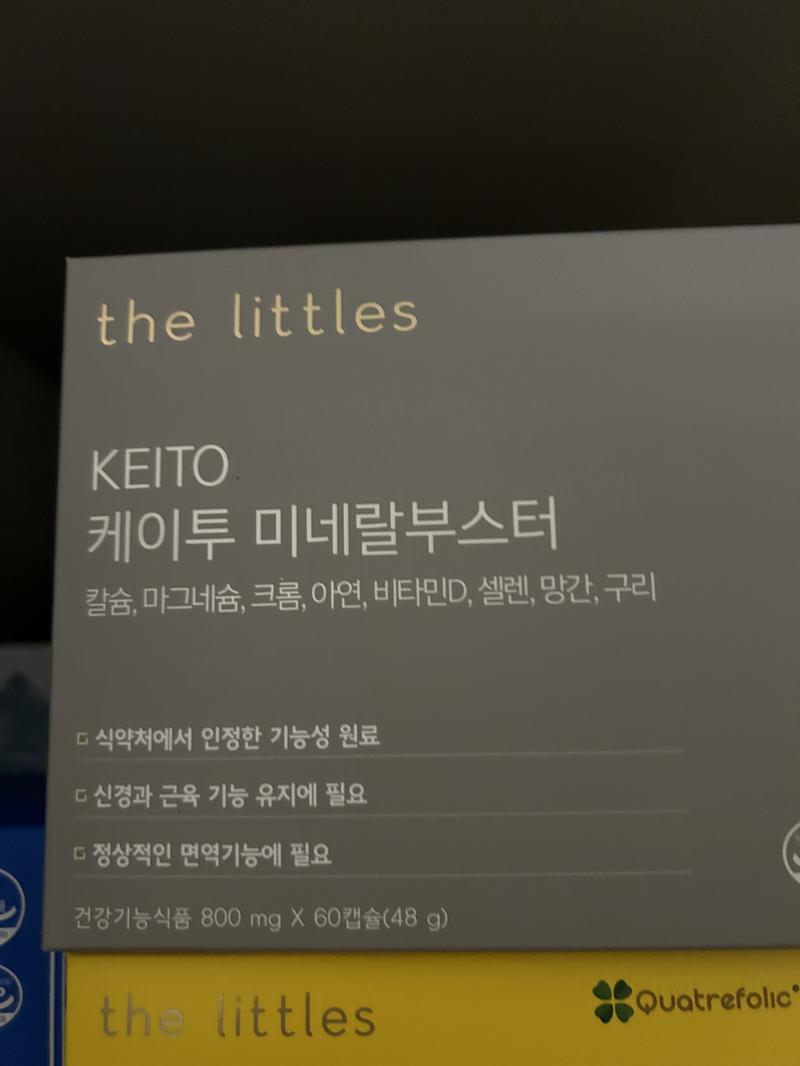 the littles
KEITO
케이투 미네랄부스터
칼슘, 마그네슘, 크롬, 아연, 비타민D, 셀렌, 망간, 구리
식약처에서 인정한 기능성 원료
신경과 근육 기능 유지에 필요
정상적인 면역기능에 필요
건강기능식품 800 mg X 60캡슐(48 g)
the littles
Quatrefolic